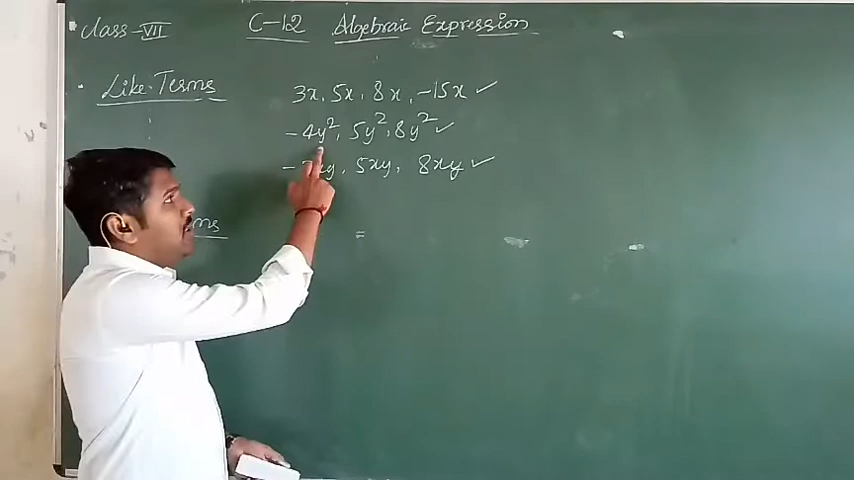 Class - VII C-12 Algebraic Expression
Like Terms 3x, 5x, 8x, -15x ✓
-4y², 5y², 8y² ✓
5xy, 8xy ✓
=